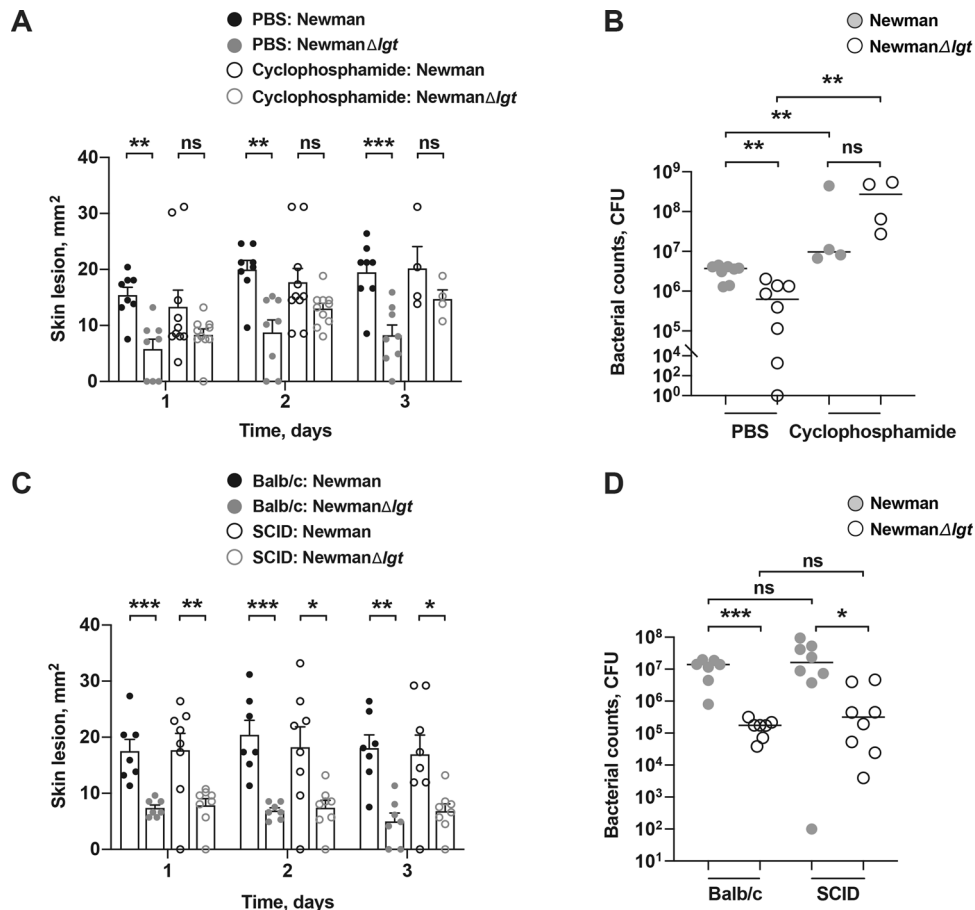 A
PBS: Newman
PBS: NewmanΔlgt
Cyclophosphamide: Newman
Cyclophosphamide: NewmanΔlgt
** ns ** ns *** ns
Skin lesion, mm²
40
30
20
10
0
1 2 3
Time, days
B
Newman
NewmanΔlgt
**
**
** ns
Bacterial counts, CFU
10⁹
10⁸
10⁷
10⁶
10⁵
10⁴
10²
10⁰
PBS Cyclophosphamide
C
Balb/c: Newman
Balb/c: NewmanΔlgt
SCID: Newman
SCID: NewmanΔlgt
*** ** *** * ** *
Skin lesion, mm²
40
30
20
10
0
1 2 3
Time, days
D
Newman
NewmanΔlgt
ns
ns
*** *
Bacterial counts, CFU
10⁸
10⁷
10⁶
10⁵
10⁴
10³
10²
10¹
Balb/c SCID